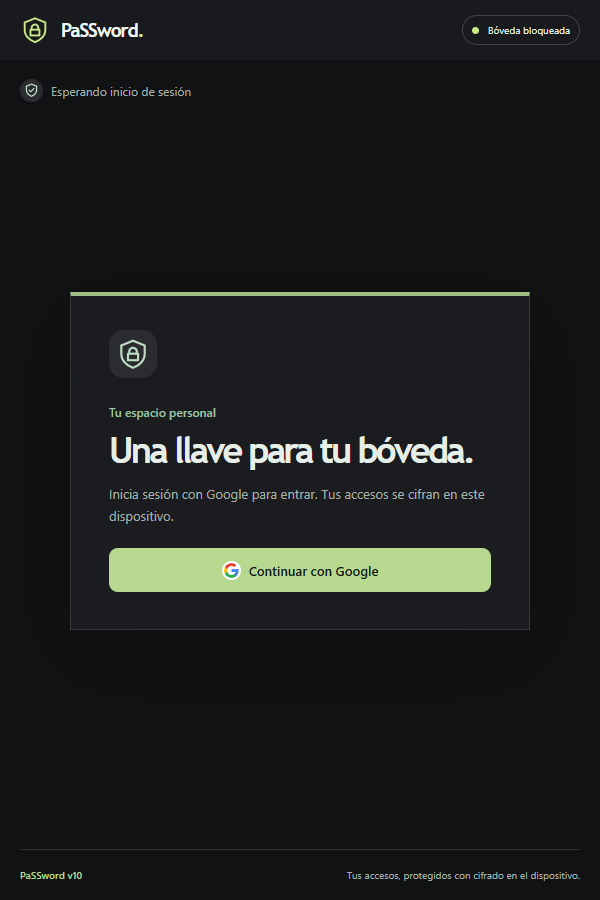 PaSSword.
Bóveda bloqueada
Esperando inicio de sesión
Tu espacio personal
Una llave para tu bóveda.
Inicia sesión con Google para entrar. Tus accesos se cifran en este
dispositivo.
Continuar con Google
PaSSword v10
Tus accesos, protegidos con cifrado en el dispositivo.